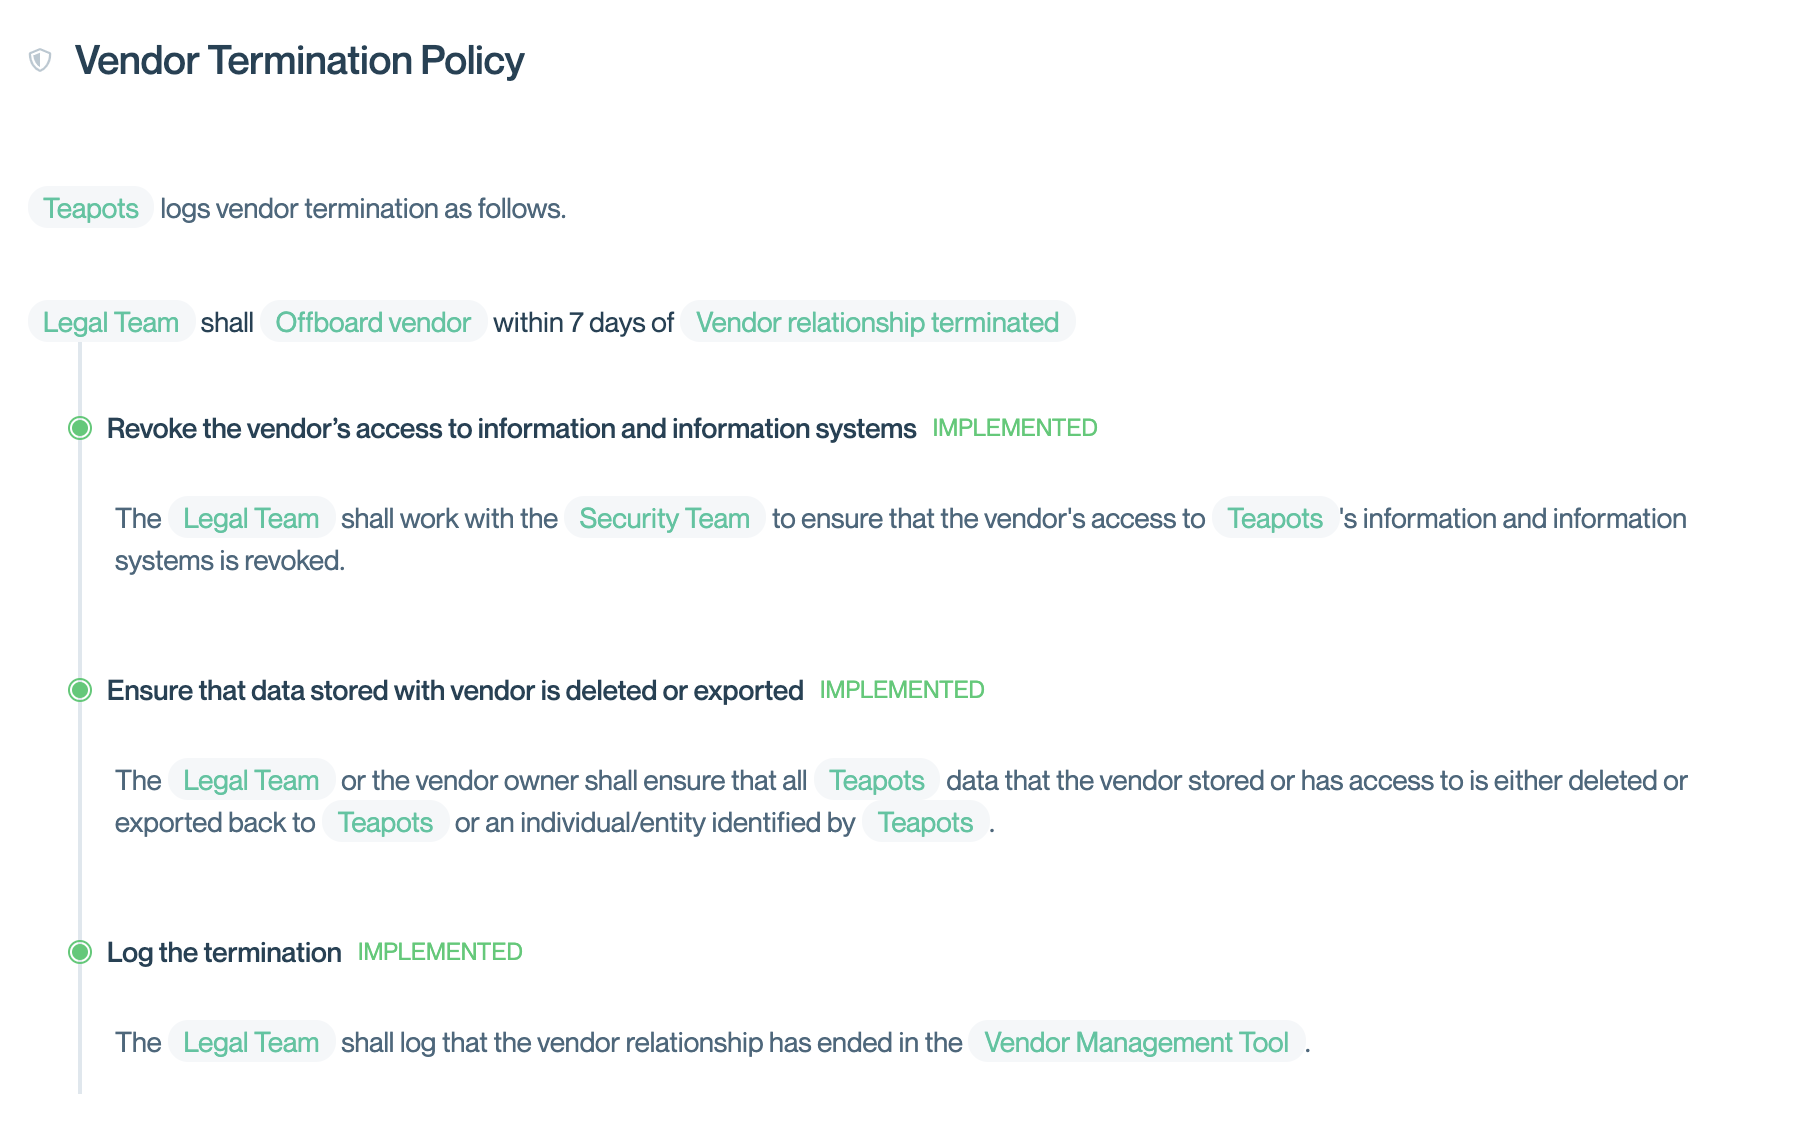 Vendor Termination Policy
Teapots logs vendor termination as follows.
Legal Team shall Offboard vendor within 7 days of Vendor relationship terminated
Revoke the vendor’s access to information and information systems IMPLEMENTED
The Legal Team shall work with the Security Team to ensure that the vendor's access to Teapots 's information and information
systems is revoked.
Ensure that data stored with vendor is deleted or exported IMPLEMENTED
The Legal Team or the vendor owner shall ensure that all Teapots data that the vendor stored or has access to is either deleted or
exported back to Teapots or an individual/entity identified by Teapots .
Log the termination IMPLEMENTED
The Legal Team shall log that the vendor relationship has ended in the Vendor Management Tool .